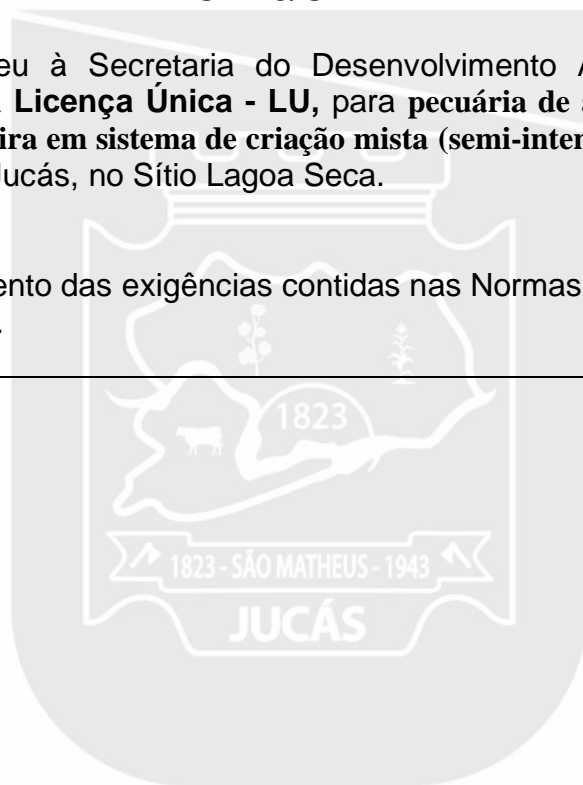 eu à Secretaria do Desenvolvimento A
Licença Única - LU, para pecuária de
ira em sistema de criação mista (semi-inter
Jucás, no Sítio Lagoa Seca.
ento das exigências contidas nas Normas
.
1823
1823 - SÃO MATHEUS - 1943
JUCÁS